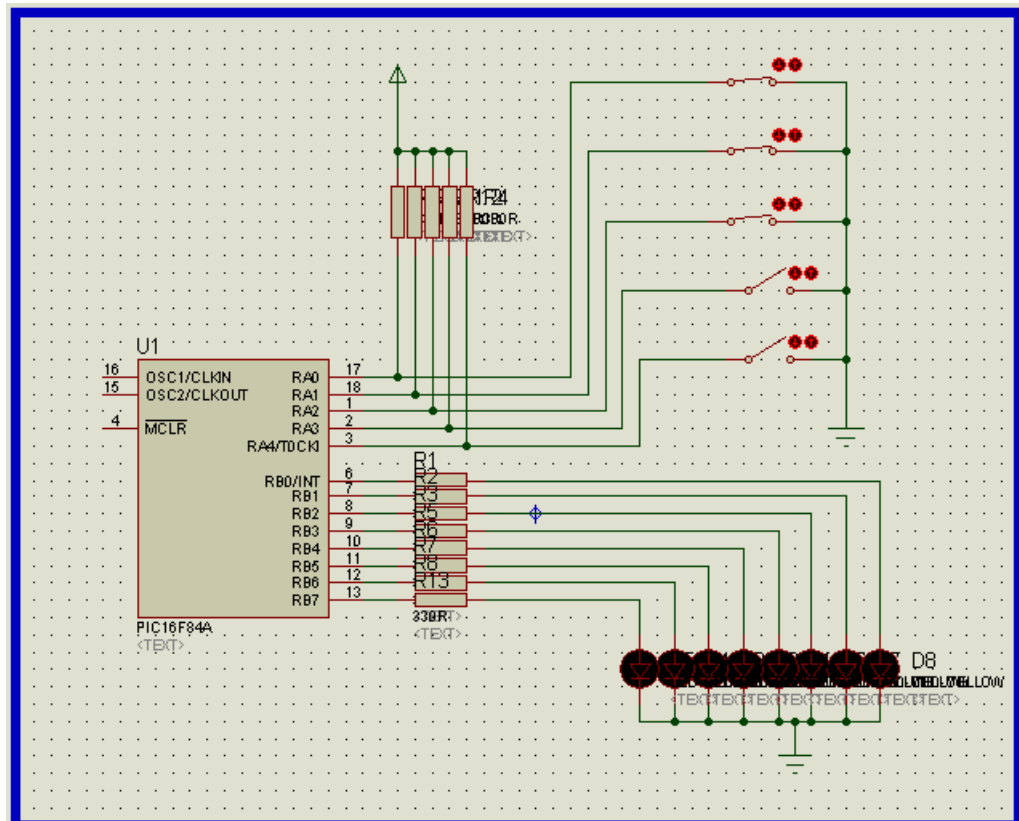 U1
16
15
4
OSC1/CLKIN
OSC2/CLKOUT
MCLR
RA0
RA1
RA2
RA3
RA4/T0CKI
RB0/INT
RB1
RB2
RB3
RB4
RB5
RB6
RB7
17
18
1
2
3
6
7
8
9
10
11
12
13
PIC16F84A
<TEXT>
R1
R2
R3
R5
R6
R7
R8
R13
330R
D8